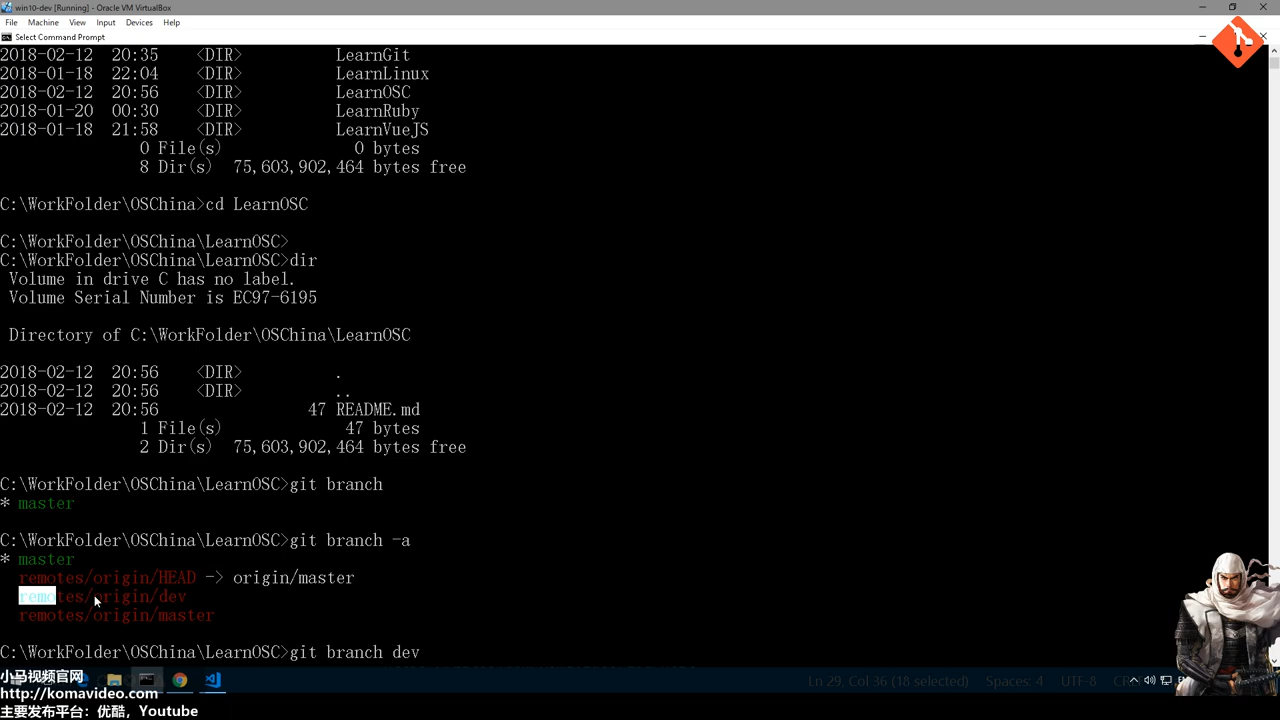 win10-dev [Running] - Oracle VM VirtualBox
File Machine View Input Devices Help
Select Command Prompt
2018-02-12 20:35 <DIR> LearnGit
2018-01-18 22:04 <DIR> LearnLinux
2018-02-12 20:56 <DIR> LearnOSC
2018-01-20 00:30 <DIR> LearnRuby
2018-01-18 21:58 <DIR> LearnVueJS
0 File(s) 0 bytes
8 Dir(s) 75,603,902,464 bytes free
C:\WorkFolder\OSChina>cd LearnOSC
C:\WorkFolder\OSChina\LearnOSC>
C:\WorkFolder\OSChina\LearnOSC>dir
Volume in drive C has no label.
Volume Serial Number is EC97-6195
Directory of C:\WorkFolder\OSChina\LearnOSC
2018-02-12 20:56 <DIR> .
2018-02-12 20:56 <DIR> ..
2018-02-12 20:56 47 README.md
1 File(s) 47 bytes
2 Dir(s) 75,603,902,464 bytes free
C:\WorkFolder\OSChina\LearnOSC>git branch
* master
C:\WorkFolder\OSChina\LearnOSC>git branch -a
* master
remotes/origin/HEAD -> origin/master
remotes/origin/dev
remotes/origin/master
C:\WorkFolder\OSChina\LearnOSC>git branch dev
小马视频官网
http://komavideo.com
主要发布平台：优酷，Youtube
Ln 29, Col 36 (18 selected) Spaces: 4 UTF-8